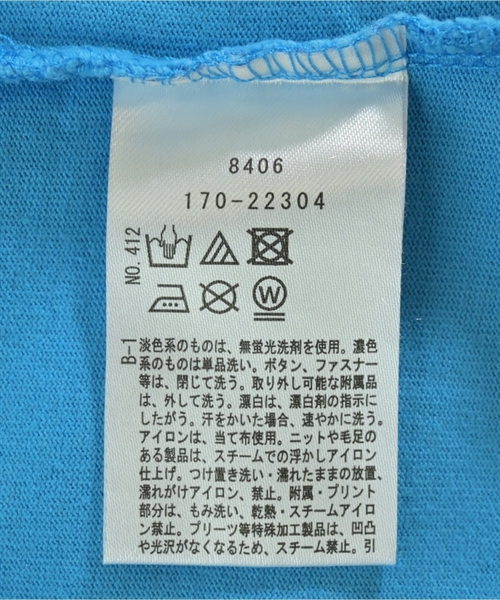 8406
170-22304
NO. 412
W
B-1
淡色系のものは、無蛍光洗剤を使用。濃色
系のものは単品洗い。ボタン、ファスナー
等は、閉じて洗う。取り外し可能な附属品
は、外して洗う。漂白は、漂白剤の指示に
したがう。汗をかいた場合、速やかに洗う。
アイロンは、当て布使用。ニットや毛足の
ある製品は、スチームでの浮かしアイロン
仕上げ。つけ置き洗い・濡れたままの放置、
濡れがけアイロン、禁止。附属・プリント
部分は、もみ洗い、乾熱・スチームアイロ
ン禁止。プリーツ等特殊加工製品は、凹凸
や光沢がなくなるため、スチーム禁止。引